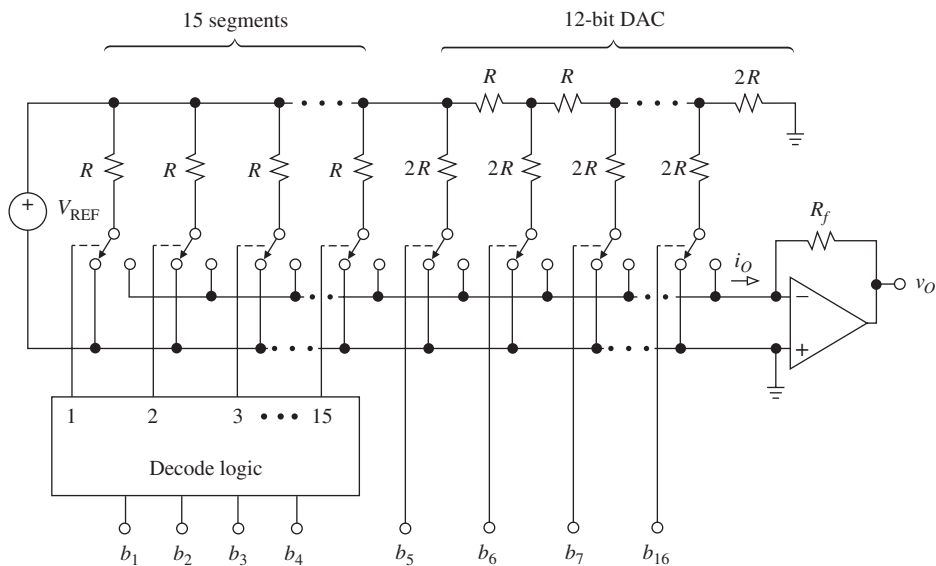 15 segments 12-bit DAC
R R 2R
R R R R 2R 2R 2R 2R
+ V_REF
R_f
i_O
− v_O
+
1 2 3 15
Decode logic
b_1 b_2 b_3 b_4 b_5 b_6 b_7 b_16